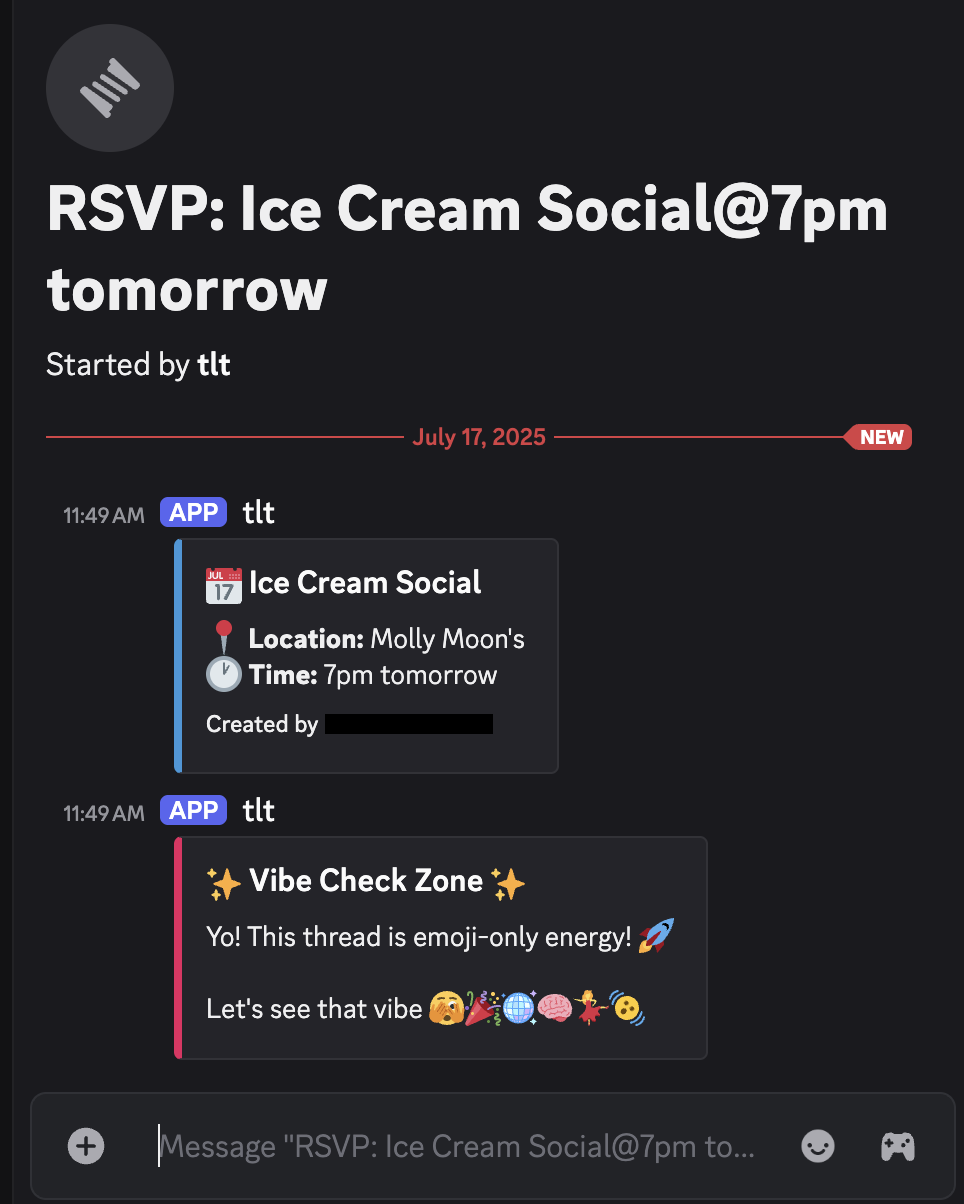 RSVP: Ice Cream Social@7pm
tomorrow
Started by tlt
July 17, 2025 NEW
11:49 AM APP tlt
JUL 17 Ice Cream Social
Location: Molly Moon's
Time: 7pm tomorrow
Created by
11:49 AM APP tlt
✨ Vibe Check Zone ✨
Yo! This thread is emoji-only energy! 🚀
Let's see that vibe 🫣🎉🪩🧠💃🫨
Message "RSVP: Ice Cream Social@7pm to...